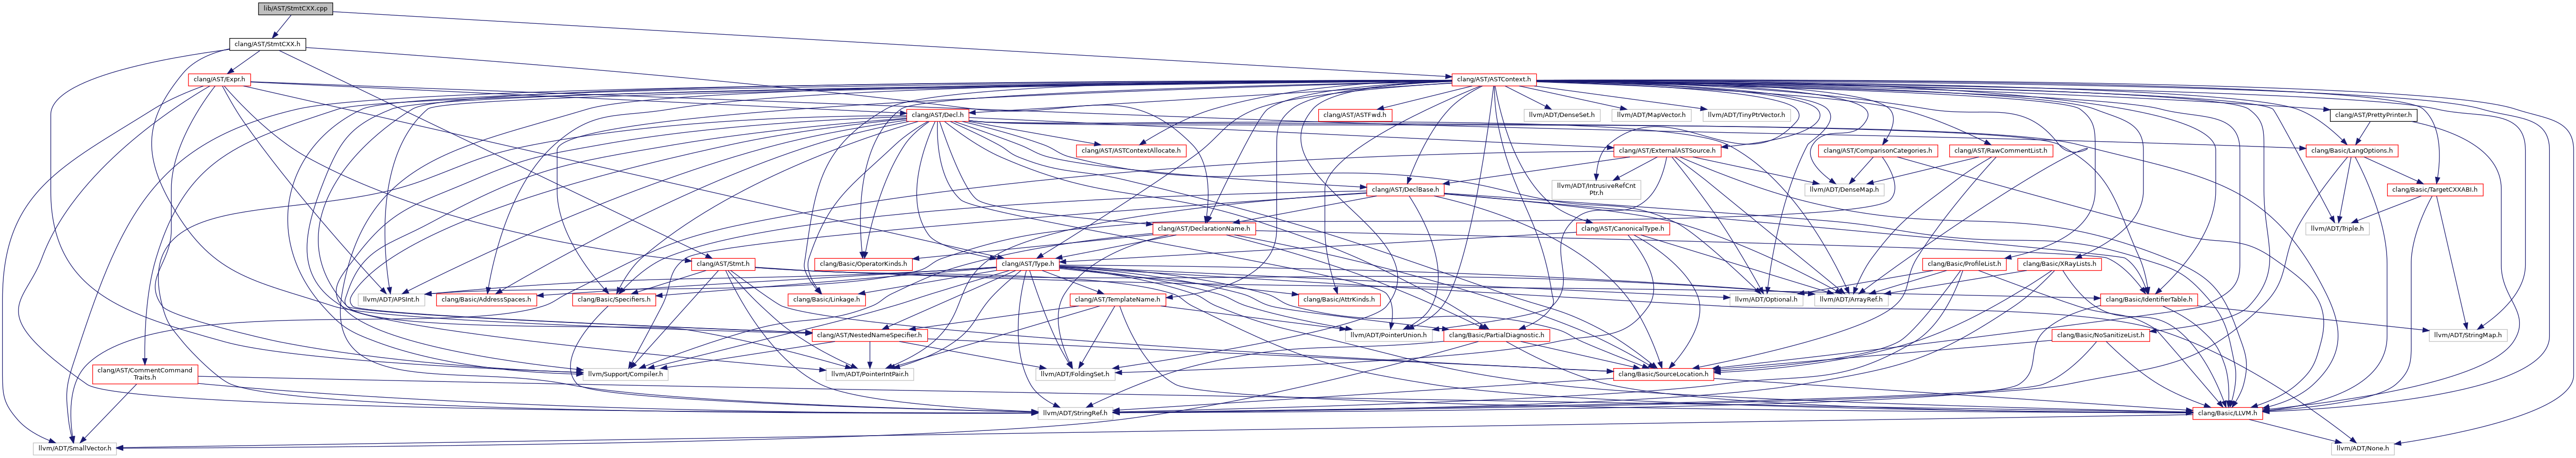 lib/AST/StmtCXX.cpp
clang/AST/StmtCXX.h
clang/AST/Expr.h
clang/AST/ASTContext.h
clang/AST/Decl.h
clang/AST/ASTFwd.h
llvm/ADT/DenseSet.h
llvm/ADT/MapVector.h
llvm/ADT/TinyPtrVector.h
clang/AST/PrettyPrinter.h
clang/AST/ASTContextAllocate.h
clang/AST/ExternalASTSource.h
clang/AST/ComparisonCategories.h
clang/AST/RawCommentList.h
clang/Basic/LangOptions.h
clang/AST/DeclBase.h
llvm/ADT/IntrusiveRefCnt
Ptr.h
llvm/ADT/DenseMap.h
clang/Basic/TargetCXXABI.h
clang/AST/DeclarationName.h
clang/AST/CanonicalType.h
llvm/ADT/Triple.h
clang/AST/Stmt.h
clang/Basic/OperatorKinds.h
clang/AST/Type.h
clang/Basic/ProfileList.h
clang/Basic/XRayLists.h
llvm/ADT/APSInt.h
clang/Basic/AddressSpaces.h
clang/Basic/Specifiers.h
clang/Basic/Linkage.h
clang/AST/TemplateName.h
clang/Basic/AttrKinds.h
llvm/ADT/Optional.h
llvm/ADT/ArrayRef.h
clang/Basic/IdentifierTable.h
clang/AST/NestedNameSpecifier.h
llvm/ADT/PointerUnion.h
clang/Basic/PartialDiagnostic.h
clang/Basic/NoSanitizeList.h
llvm/ADT/StringMap.h
clang/AST/CommentCommand
Traits.h
llvm/Support/Compiler.h
llvm/ADT/PointerIntPair.h
llvm/ADT/FoldingSet.h
clang/Basic/SourceLocation.h
llvm/ADT/StringRef.h
clang/Basic/LLVM.h
llvm/ADT/SmallVector.h
llvm/ADT/None.h